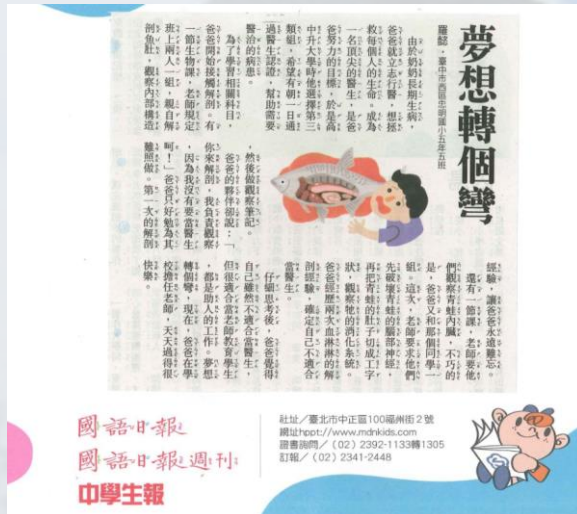 夢想轉個彎
羅誌，臺中市西區忠明國小五年五班
由於奶奶長期生病，
爸爸就立志行醫，想拯
救每個人的生命。成為
一名頂尖的醫生，是爸
爸努力的目標，於是高
中升大學時他選擇第三
類組，希望有朝一日通
過醫生認證，幫助需要
醫治的病患。
為了學習相關科目，
爸爸開始接觸解剖。有
一節生物課，老師規定
班上兩人一組，親自解
剖魚肚，觀察內部構造
，然後做觀察筆記。
爸爸的夥伴卻說：「
你來解剖，我負責觀察
，因為我沒有要當醫生
呵！」爸爸只好勉為其
難照做。第一次的解剖
經驗，讓爸爸永遠難忘。
還有一節課，老師要他
們觀察青蛙內臟，不巧的
是，爸爸又和那個同學一
組。這次，老師要求他們
先破壞青蛙的腦部神經，
再把青蛙的肚子切成工字
狀，觀察牠的消化系統。
爸爸經歷兩次血淋淋的解
剖經驗，確定自己不適合
當醫生。
仔細思考後，爸爸覺得
自己雖然不適合當醫生，
但很適合當老師教育學生
，都是助人的工作。夢想
轉個彎，現在，爸爸在學
校擔任老師，天天過得很
快樂。
國語日報
國語日報週刊
中學生報
社址／臺北市中正區100福州街2號
網址hppt://www.mdnkids.com
證書詢問／（02）2392-1133轉1305
訂報／（02）2341-2448